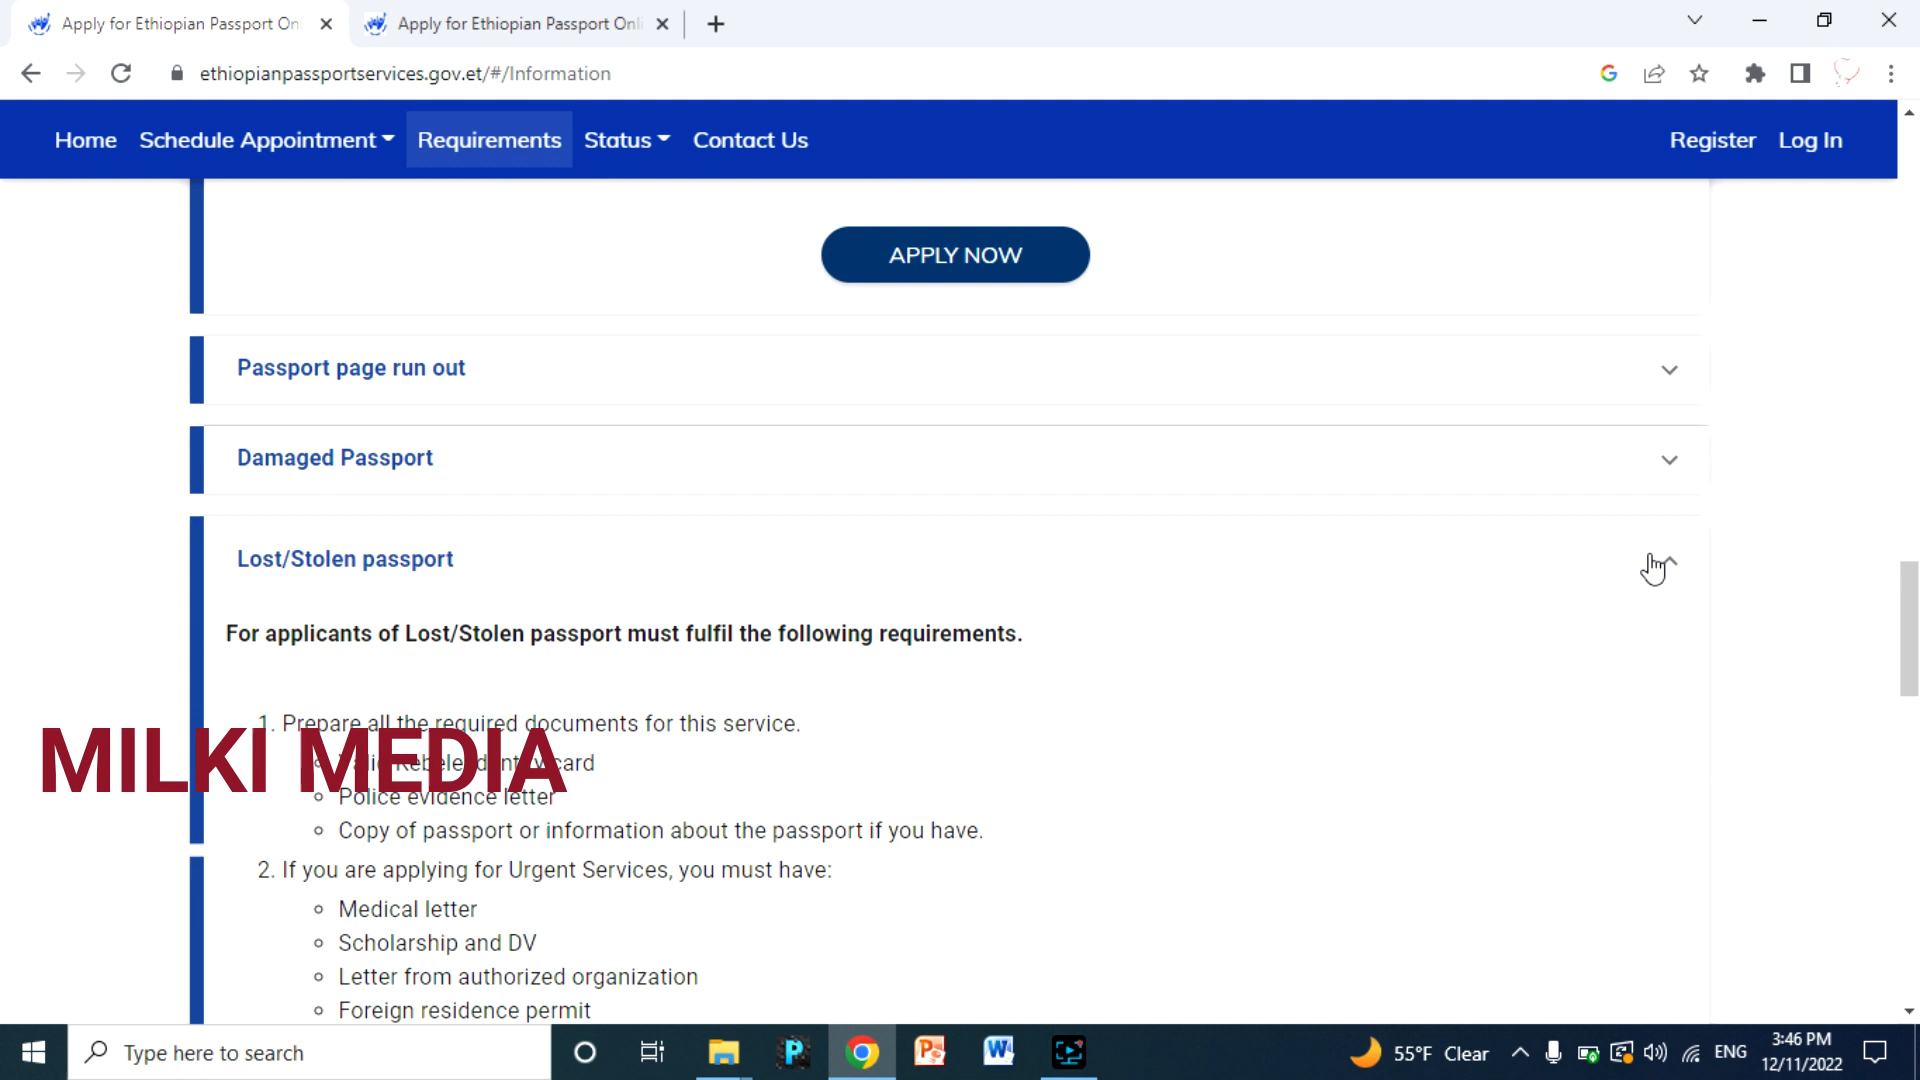 Apply for Ethiopian Passport On
Apply for Ethiopian Passport Onli
ethiopianpassportservices.gov.et/#/Information
Home Schedule Appointment Requirements Status Contact Us Register Log In
APPLY NOW
Passport page run out
Damaged Passport
Lost/Stolen passport
For applicants of Lost/Stolen passport must fulfil the following requirements.
1. Prepare all the required documents for this service.
Valid Kebele identity card
MILKI MEDIA
Police evidence letter
Copy of passport or information about the passport if you have.
2. If you are applying for Urgent Services, you must have:
Medical letter
Scholarship and DV
Letter from authorized organization
Foreign residence permit
Type here to search
55°F Clear
ENG
3:46 PM
12/11/2022